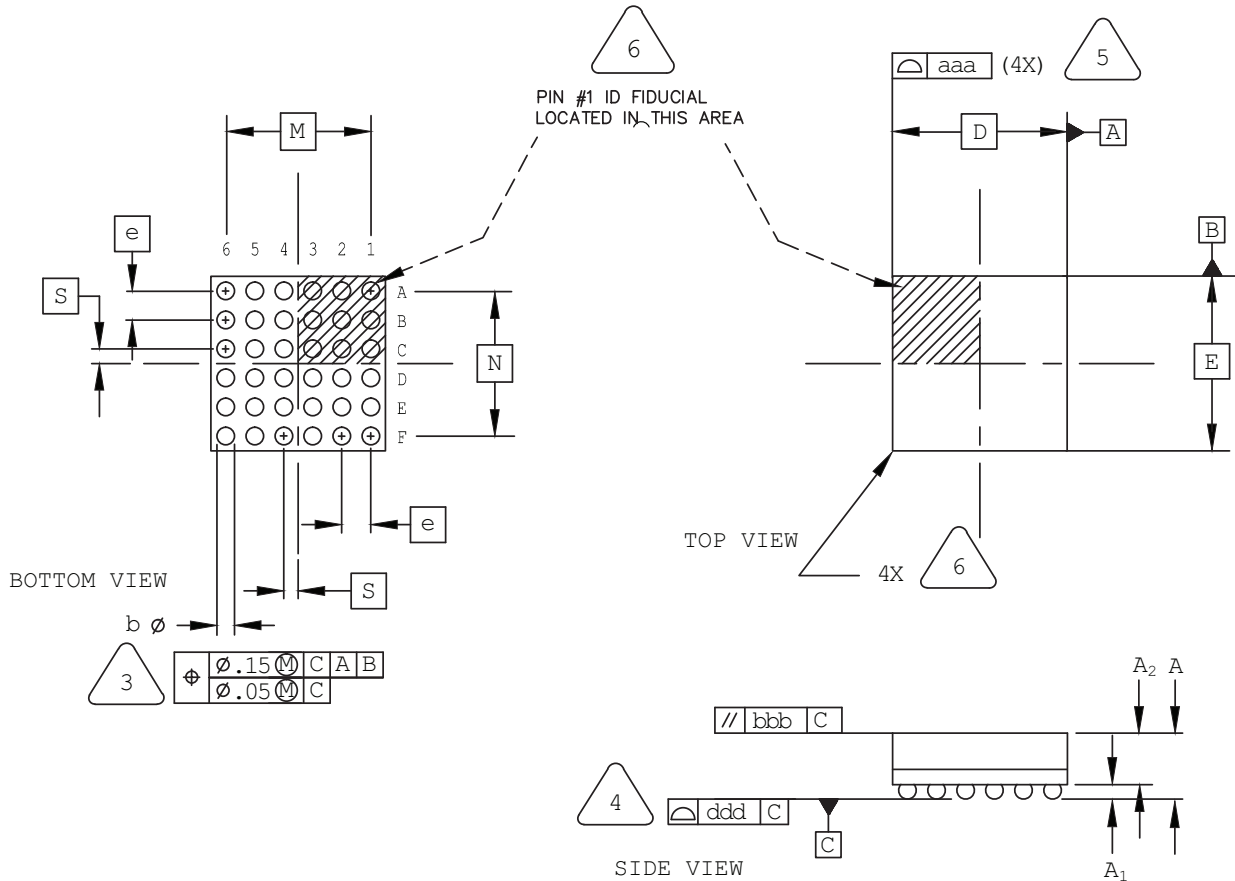 6
PIN #1 ID FIDUCIAL
LOCATED IN THIS AREA
aaa (4X)
5
M
D
A
e
B
6 5 4 3 2 1
S
A
B
C
D
E
F
N
E
e
TOP VIEW
4X
6
BOTTOM VIEW
S
b ø
3
⌖ ø.15 Ⓜ C A B
ø.05 Ⓜ C
A2 A
// bbb C
4
ddd C
C
SIDE VIEW
A1